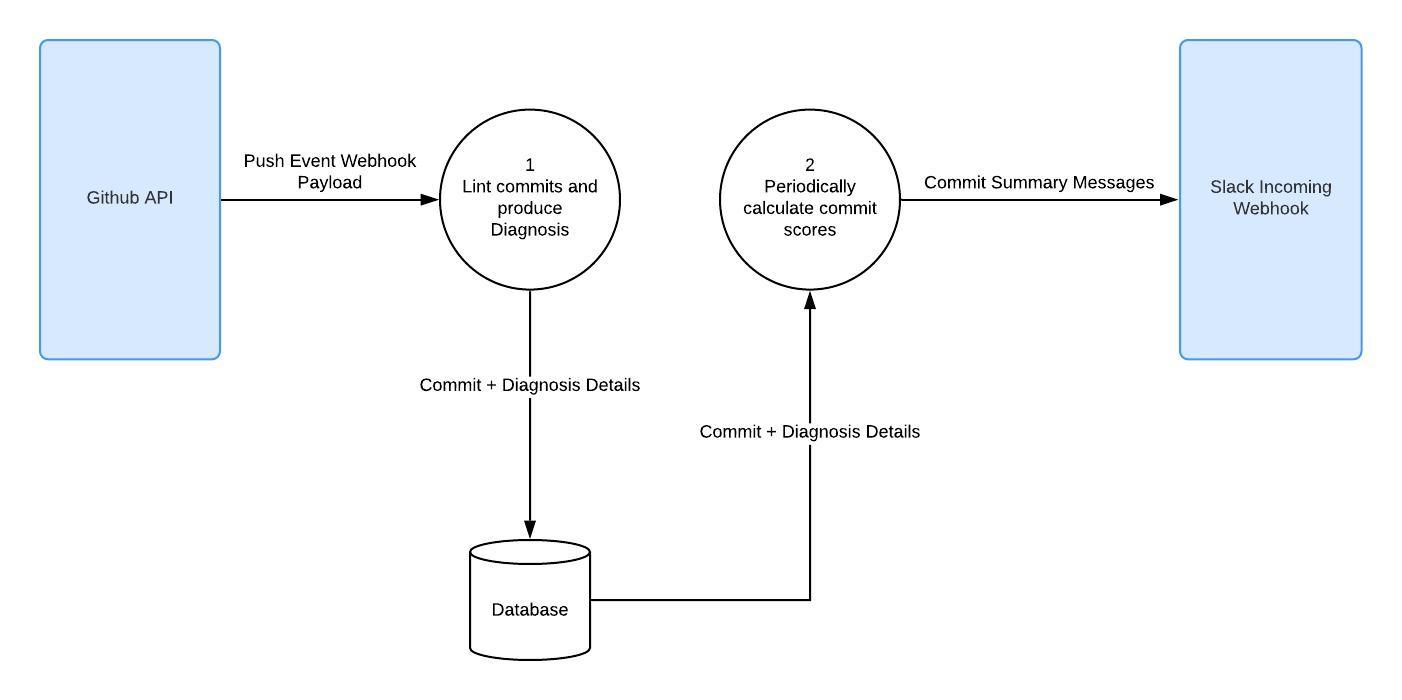 Github API
Push Event Webhook
Payload
1
Lint commits and
produce
Diagnosis
2
Periodically
calculate commit
scores
Commit Summary Messages
Slack Incoming
Webhook
Commit + Diagnosis Details
Commit + Diagnosis Details
Database